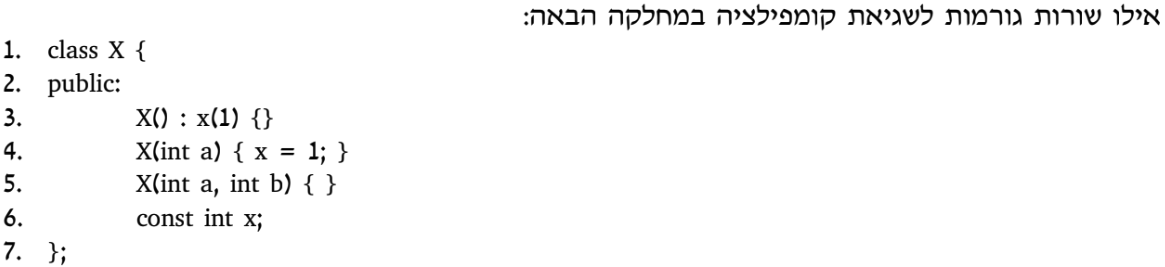 אילו שורות גורמות לשגיאת קומפילציה במחלקה הבאה:
1. class X {
2. public:
3. X() : x(1) {}
4. X(int a) { x = 1; }
5. X(int a, int b) { }
6. const int x;
7. };